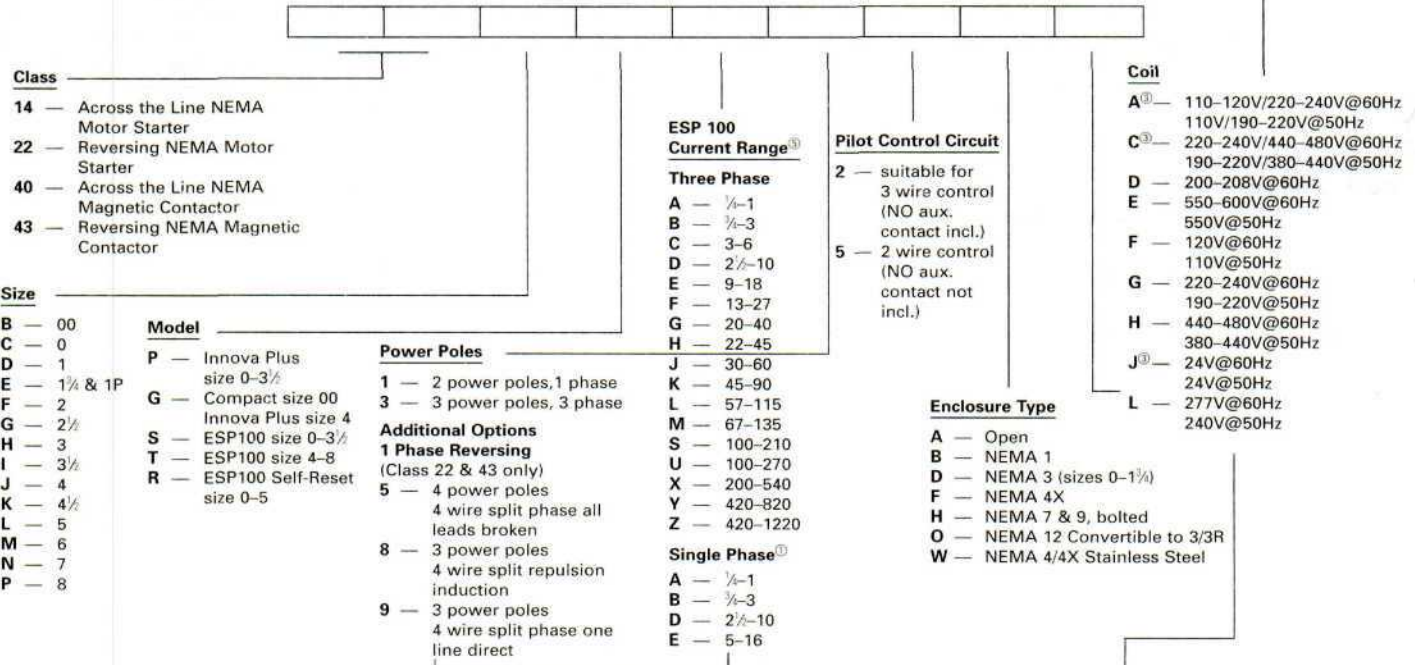 Class
14 — Across the Line NEMA
Motor Starter
22 — Reversing NEMA Motor
Starter
40 — Across the Line NEMA
Magnetic Contactor
43 — Reversing NEMA Magnetic
Contactor
Size
B — 00
C — 0
D — 1
E — 1¾ & 1P
F — 2
G — 2½
H — 3
I — 3½
J — 4
K — 4½
L — 5
M — 6
N — 7
P — 8
Model
P — Innova Plus
size 0–3½
G — Compact size 00
Innova Plus size 4
S — ESP100 size 0–3½
T — ESP100 size 4–8
R — ESP100 Self-Reset
size 0–5
Power Poles
1 — 2 power poles,1 phase
3 — 3 power poles, 3 phase
Additional Options
1 Phase Reversing
(Class 22 & 43 only)
5 — 4 power poles
4 wire split phase all
leads broken
8 — 3 power poles
4 wire split repulsion
induction
9 — 3 power poles
4 wire split phase one
line direct
ESP 100
Current Range⑤
Three Phase
A — ¼–1
B — ¾–3
C — 3–6
D — 2½–10
E — 9–18
F — 13–27
G — 20–40
H — 22–45
J — 30–60
K — 45–90
L — 57–115
M — 67–135
S — 100–210
U — 100–270
X — 200–540
Y — 420–820
Z — 420–1220
Single Phase①
A — ¼–1
B — ¾–3
D — 2½–10
E — 5–16
Pilot Control Circuit
2 — suitable for
3 wire control
(NO aux.
contact incl.)
5 — 2 wire control
(NO aux.
contact not
incl.)
Enclosure Type
A — Open
B — NEMA 1
D — NEMA 3 (sizes 0–1¾)
F — NEMA 4X
H — NEMA 7 & 9, bolted
O — NEMA 12 Convertible to 3/3R
W — NEMA 4/4X Stainless Steel
Coil
A③— 110–120V/220–240V@60Hz
110V/190–220V@50Hz
C③— 220–240V/440–480V@60Hz
190–220V/380–440V@50Hz
D — 200–208V@60Hz
E — 550–600V@60Hz
550V@50Hz
F — 120V@60Hz
110V@50Hz
G — 220–240V@60Hz
190–220V@50Hz
H — 440–480V@60Hz
380–440V@50Hz
J③— 24V@60Hz
24V@50Hz
L — 277V@60Hz
240V@50Hz